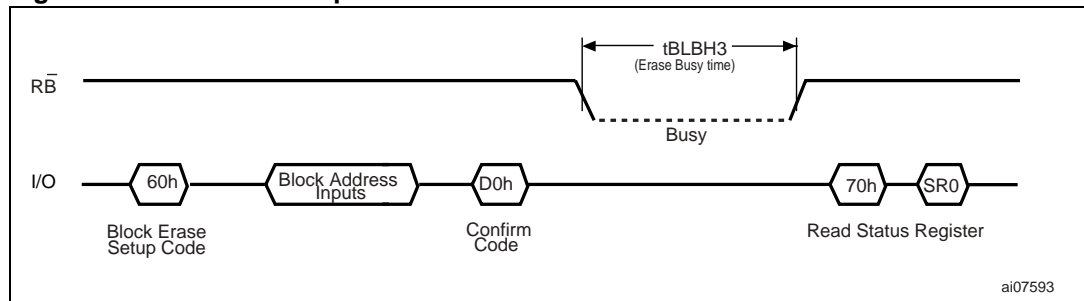 tBLBH3
(Erase Busy time)
RB̅
Busy
I/O
60h
Block Address
Inputs
D0h
70h
SR0
Block Erase
Setup Code
Confirm
Code
Read Status Register
ai07593